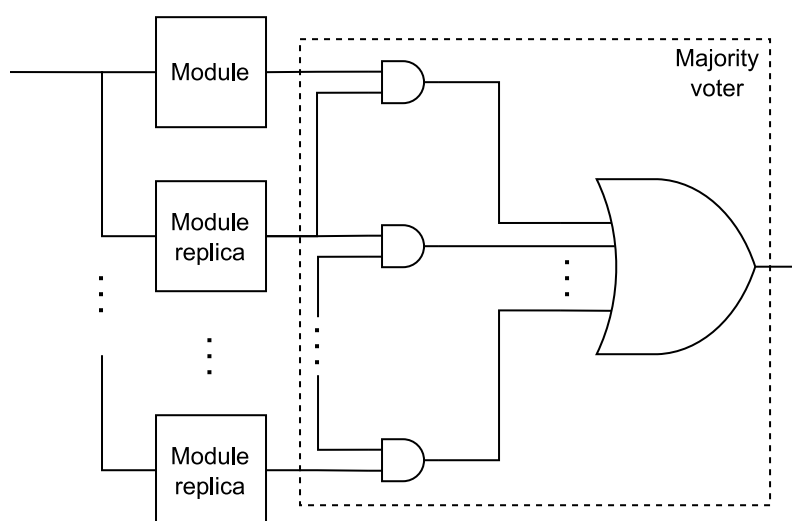 Module
Majority
voter
Module
replica
Module
replica